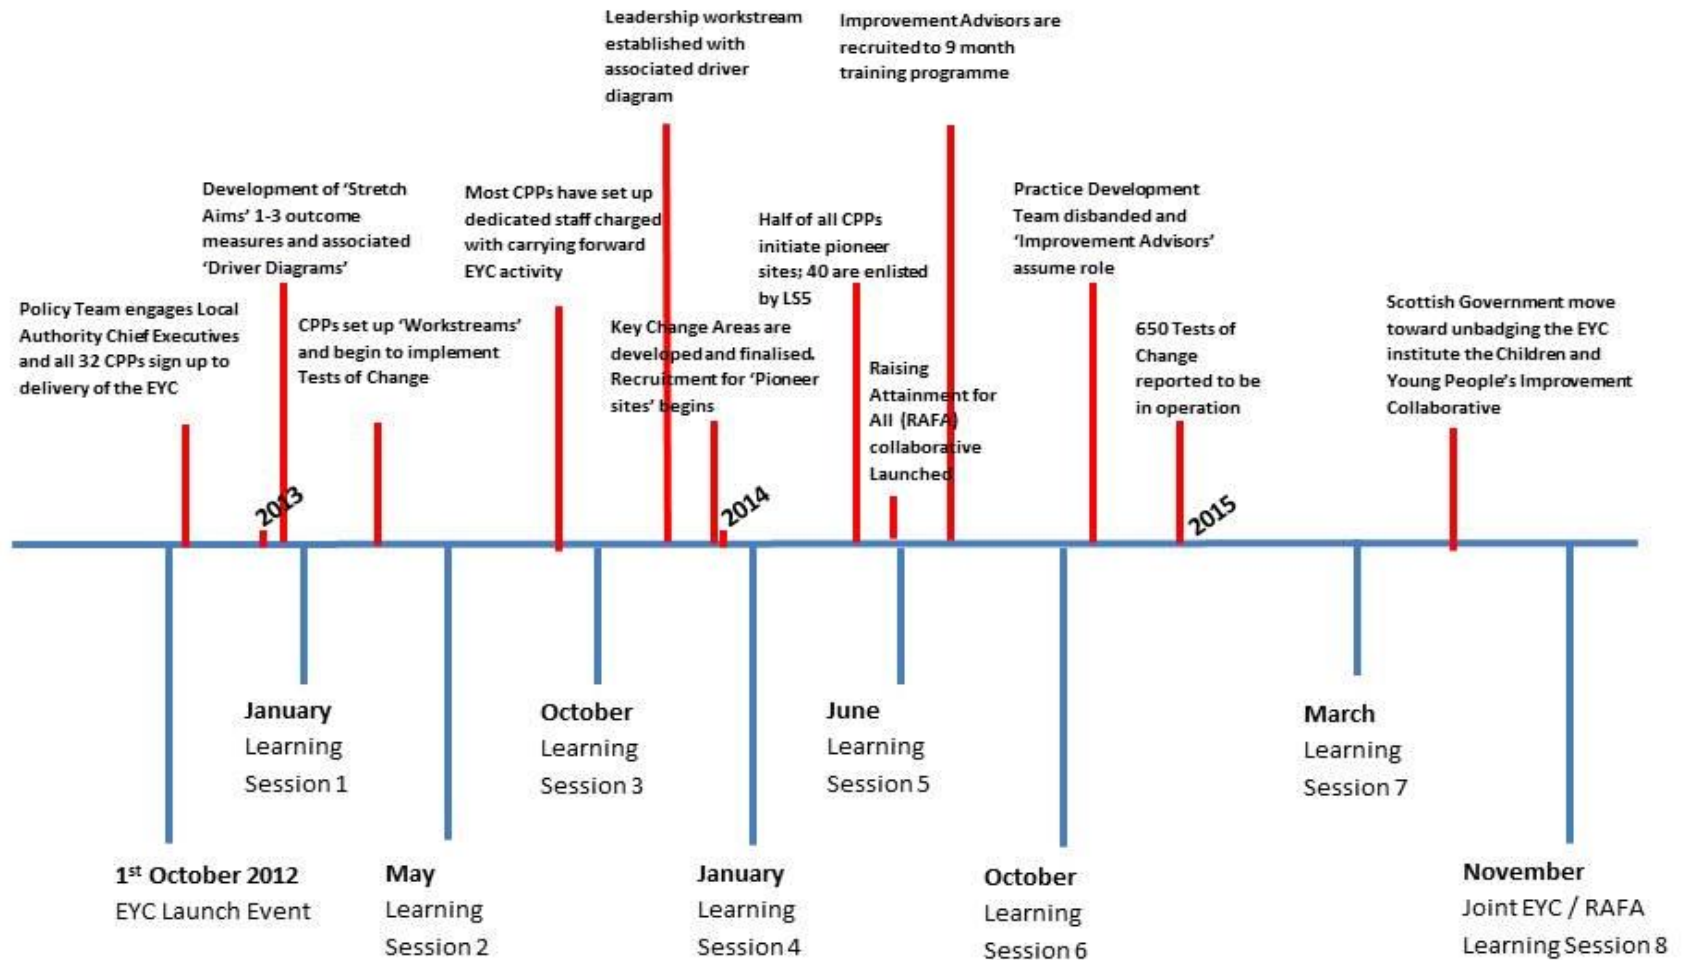 Leadership workstream
established with
associated driver
diagram
Improvement Advisors are
recruited to 9 month
training programme
Development of ‘Stretch
Aims’ 1-3 outcome
measures and associated
‘Driver Diagrams’
Most CPPs have set up
dedicated staff charged
with carrying forward
EYC activity
Half of all CPPs
initiate pioneer
sites; 40 are enlisted
by LS5
Practice Development
Team disbanded and
‘Improvement Advisors’
assume role
Policy Team engages Local
Authority Chief Executives
and all 32 CPPs sign up to
delivery of the EYC
CPPs set up ‘Workstreams’
and begin to implement
Tests of Change
Key Change Areas are
developed and finalised.
Recruitment for ‘Pioneer
sites’ begins
Raising
Attainment for
All (RAFA)
collaborative
Launched
650 Tests of
Change
reported to be
in operation
Scottish Government move
toward unbadging the EYC
institute the Children and
Young People’s Improvement
Collaborative
2013
2014
2015
January
Learning
Session 1
October
Learning
Session 3
June
Learning
Session 5
March
Learning
Session 7
1st October 2012
EYC Launch Event
May
Learning
Session 2
January
Learning
Session 4
October
Learning
Session 6
November
Joint EYC / RAFA
Learning Session 8